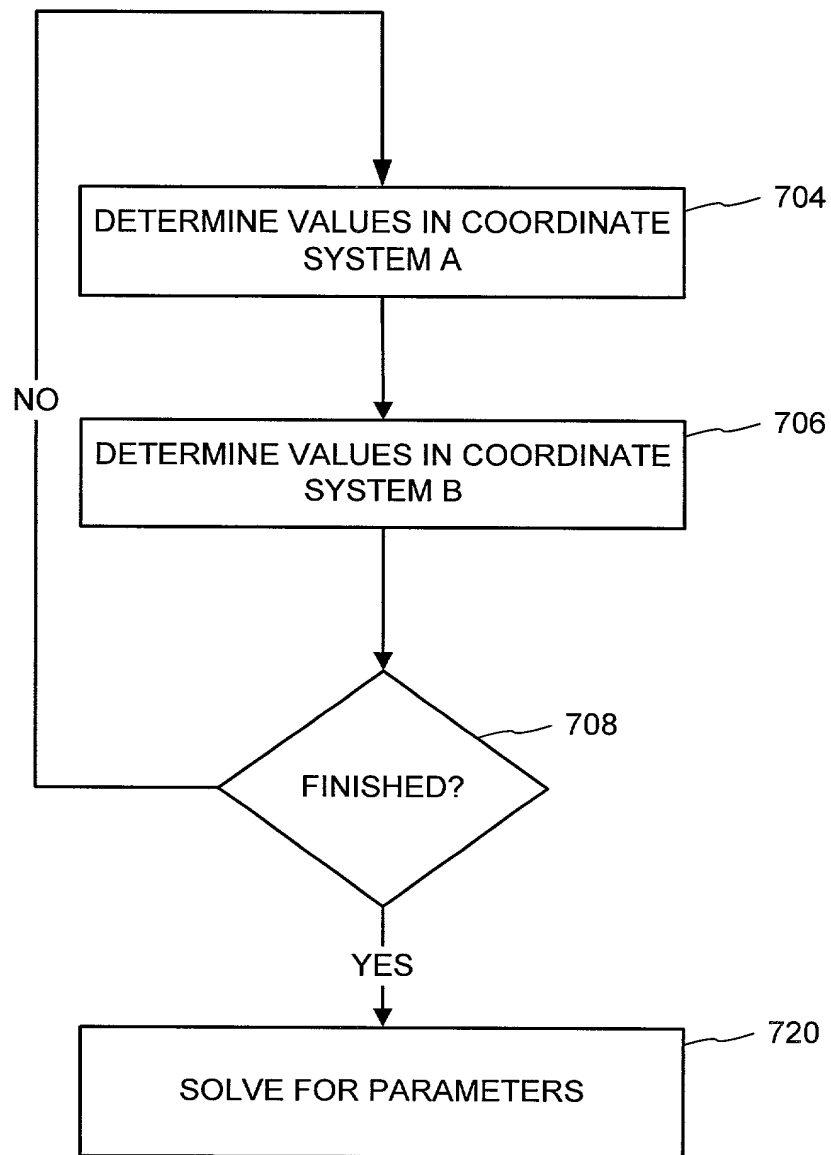 704
DETERMINE VALUES IN COORDINATE
SYSTEM A
NO
706
DETERMINE VALUES IN COORDINATE
SYSTEM B
708
FINISHED?
YES
720
SOLVE FOR PARAMETERS